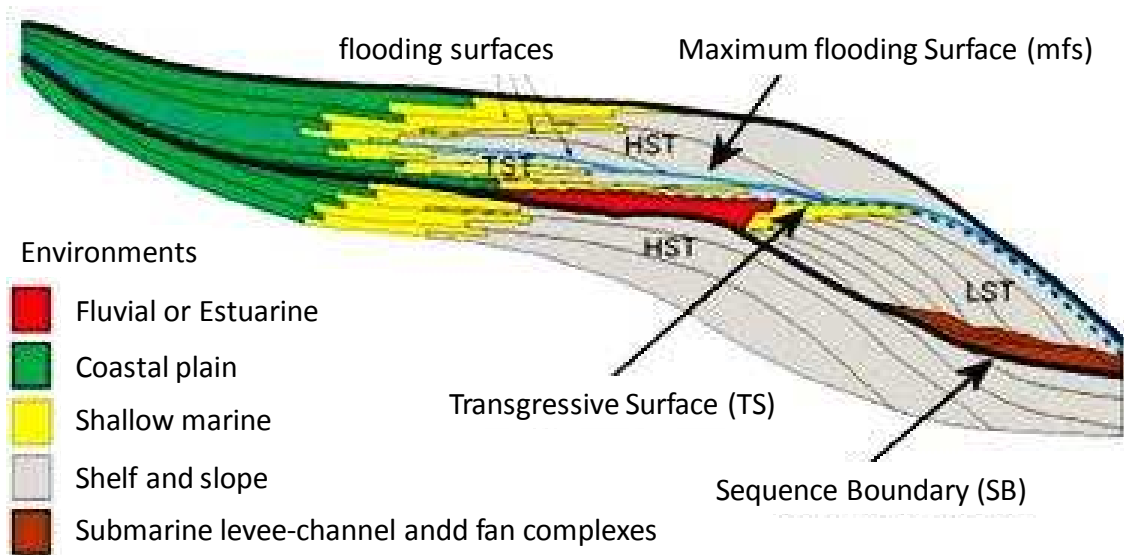 flooding surfaces
Maximum flooding Surface (mfs)
HST
TST
HST
LST
Environments
Fluvial or Estuarine
Coastal plain
Shallow marine
Shelf and slope
Submarine levee-channel andd fan complexes
Transgressive Surface (TS)
Sequence Boundary (SB)